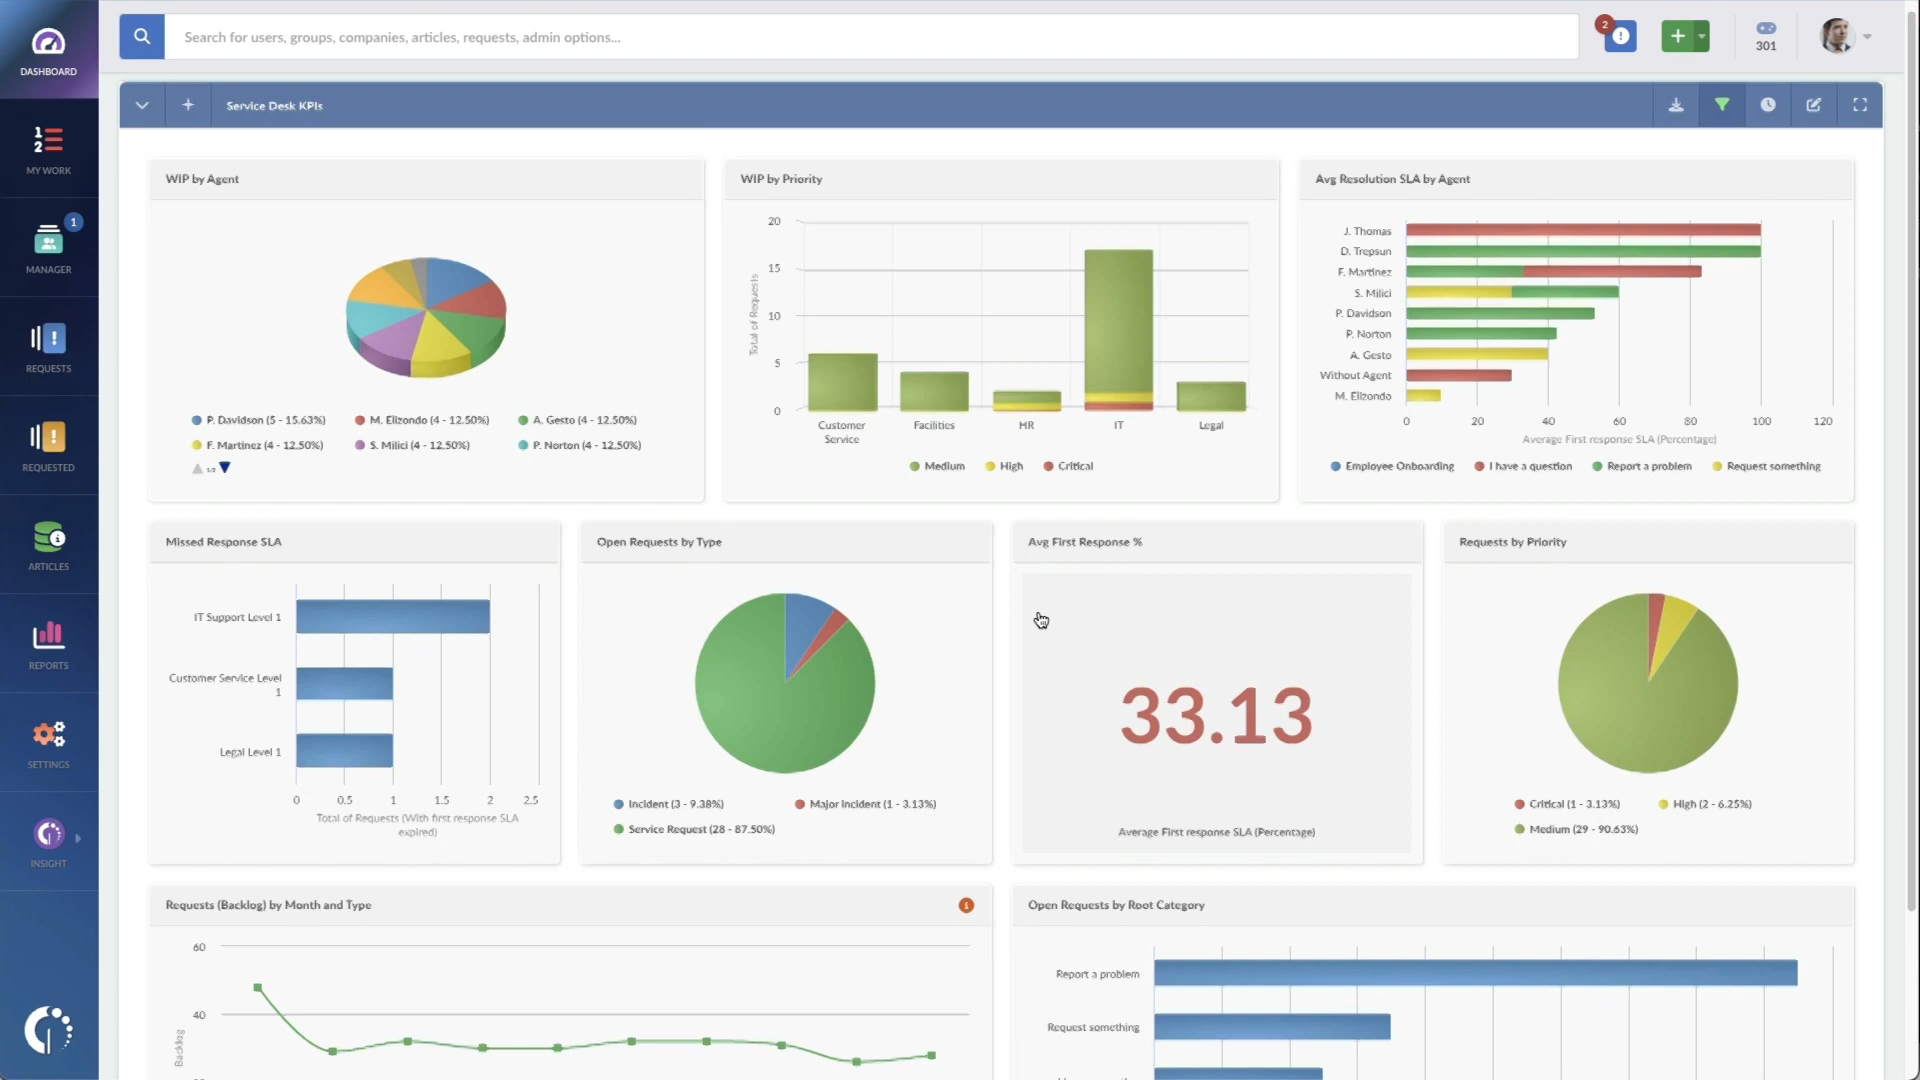 DASHBOARD
MY WORK
1
MANAGER
REQUESTS
REQUESTED
ARTICLES
REPORTS
SETTINGS
INSIGHT
Search for users, groups, companies, articles, requests, admin options...
2
301
Service Desk KPIs
WIP by Agent
P. Davidson (5 - 15.63%)
M. Elizondo (4 - 12.50%)
A. Gesto (4 - 12.50%)
F. Martinez (4 - 12.50%)
S. Milici (4 - 12.50%)
P. Norton (4 - 12.50%)
WIP by Priority
Total of Requests
20
15
10
5
0
Customer
Service
Facilities
HR
IT
Legal
Medium
High
Critical
Avg Resolution SLA by Agent
J. Thomas
D. Trepsun
F. Martinez
S. Milici
P. Davidson
P. Norton
A. Gesto
Without Agent
M. Elizondo
0
20
40
60
80
100
120
Average First response SLA (Percentage)
Employee Onboarding
I have a question
Report a problem
Request something
Missed Response SLA
IT Support Level 1
Customer Service Level
1
Legal Level 1
0
0.5
1
1.5
2
2.5
Total of Requests (With first response SLA
expired)
Open Requests by Type
Incident (3 - 9.38%)
Major Incident (1 - 3.13%)
Service Request (28 - 87.50%)
Avg First Response %
33.13
Average First response SLA (Percentage)
Requests by Priority
Critical (1 - 3.13%)
High (2 - 6.25%)
Medium (29 - 90.63%)
Requests (Backlog) by Month and Type
60
40
Backlog
Open Requests by Root Category
Report a problem
Request something